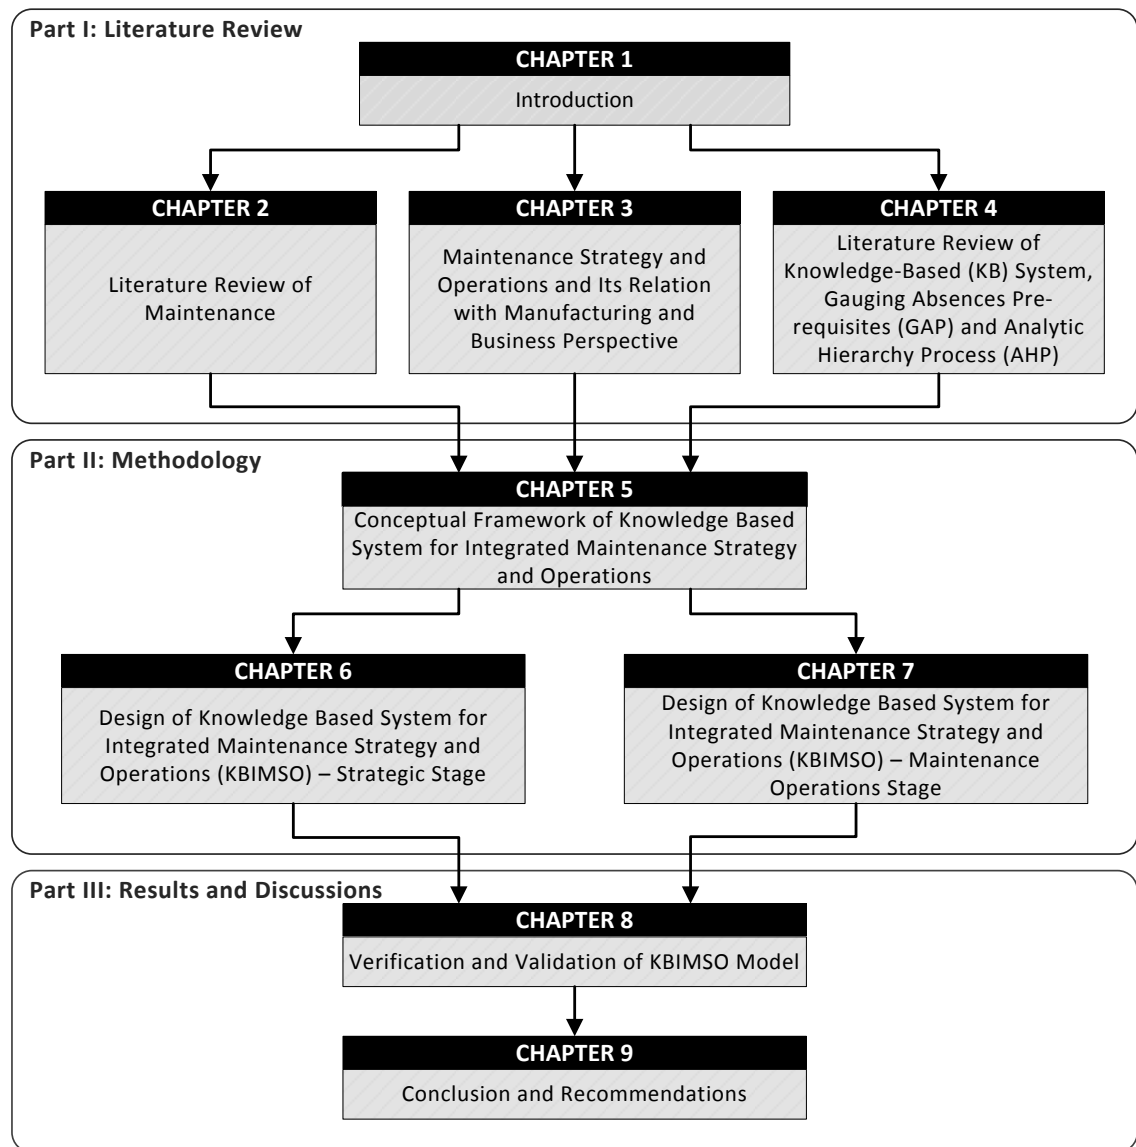 Part I: Literature Review
CHAPTER 1
Introduction
CHAPTER 2
Literature Review of
Maintenance
CHAPTER 3
Maintenance Strategy and
Operations and Its Relation
with Manufacturing and
Business Perspective
CHAPTER 4
Literature Review of
Knowledge-Based (KB) System,
Gauging Absences Pre-
requisites (GAP) and Analytic
Hierarchy Process (AHP)
Part II: Methodology
CHAPTER 5
Conceptual Framework of Knowledge Based
System for Integrated Maintenance Strategy
and Operations
CHAPTER 6
Design of Knowledge Based System for
Integrated Maintenance Strategy and
Operations (KBIMSO) – Strategic Stage
CHAPTER 7
Design of Knowledge Based System for
Integrated Maintenance Strategy and
Operations (KBIMSO) – Maintenance
Operations Stage
Part III: Results and Discussions
CHAPTER 8
Verification and Validation of KBIMSO Model
CHAPTER 9
Conclusion and Recommendations